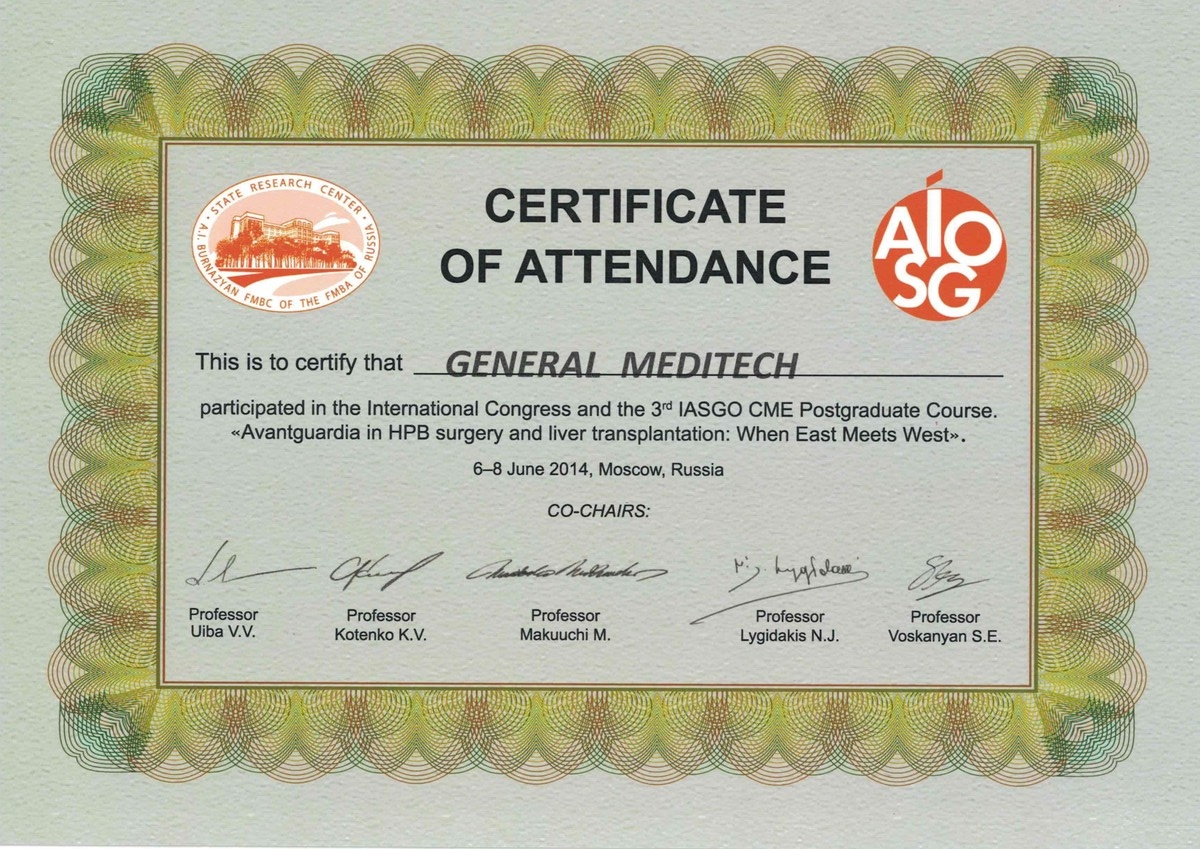 STATE RESEARCH CENTER
A.I. BURNAZYAN FMBC OF THE FMBA OF RUSSIA
CERTIFICATE
OF ATTENDANCE
AIO
SG
This is to certify that GENERAL MEDITECH
participated in the International Congress and the 3rd IASGO CME Postgraduate Course.
«Avantguardia in HPB surgery and liver transplantation: When East Meets West».
6–8 June 2014, Moscow, Russia
CO-CHAIRS:
Professor
Uiba V.V.
Professor
Kotenko K.V.
Professor
Makuuchi M.
Professor
Lygidakis N.J.
Professor
Voskanyan S.E.